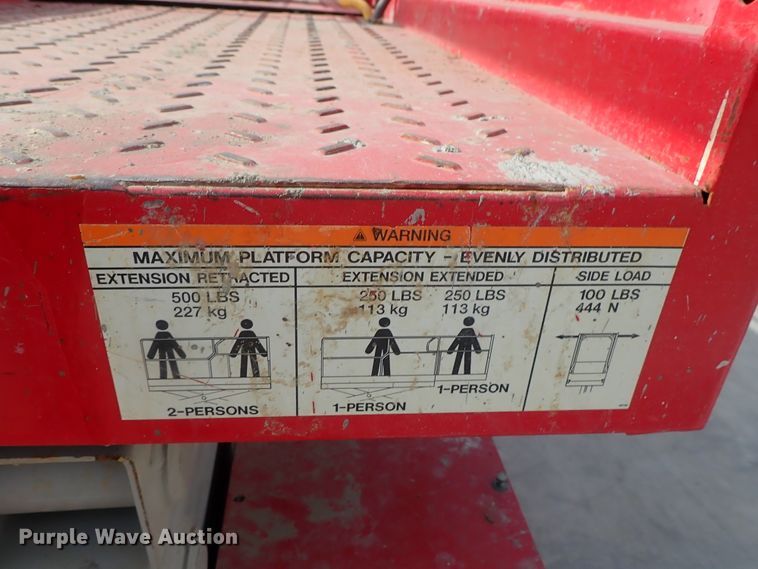 WARNING
MAXIMUM PLATFORM CAPACITY - EVENLY DISTRIBUTED
EXTENSION RETRACTED EXTENSION EXTENDED SIDE LOAD
500 LBS 250 LBS 250 LBS 100 LBS
227 kg 113 kg 113 kg 444 N
1-PERSON
2-PERSONS 1-PERSON
Purple Wave Auction